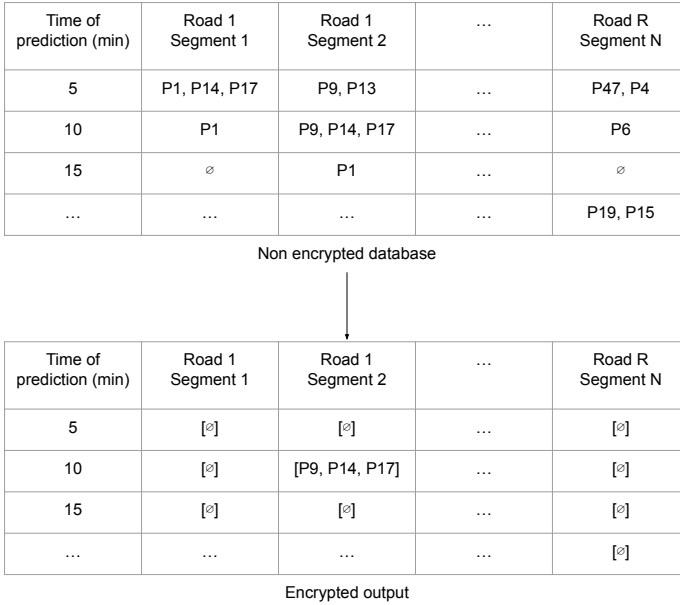 Time of prediction (min) Road 1 Segment 1 Road 1 Segment 2 … Road R Segment N
5 P1, P14, P17 P9, P13 … P47, P4
10 P1 P9, P14, P17 … P6
15 ∅ P1 … ∅
… … … … P19, P15
Non encrypted database
Time of prediction (min) Road 1 Segment 1 Road 1 Segment 2 … Road R Segment N
5 [∅] [∅] … [∅]
10 [∅] [P9, P14, P17] … [∅]
15 [∅] [∅] … [∅]
… … … … [∅]
Encrypted output